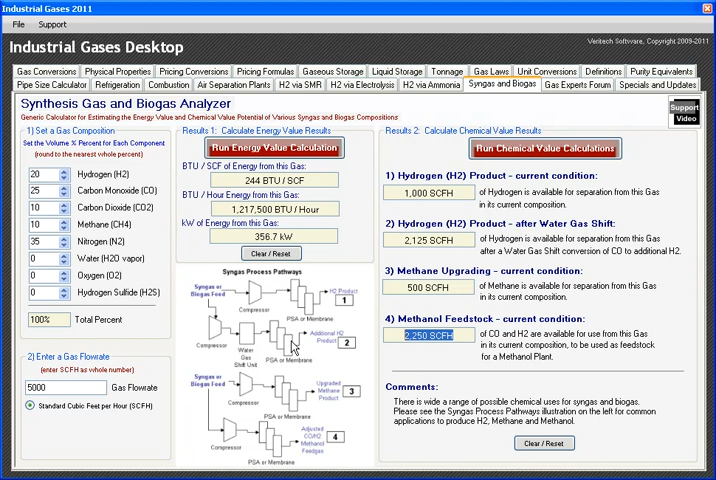 Industrial Gases 2011
File Support
Industrial Gases Desktop
Veritech Software, Copyright 2009-2011
Gas Conversions Physical Properties Pricing Conversions Pricing Formulas Gaseous Storage Liquid Storage Tonnage Gas Laws Unit Conversions Definitions Purity Equivalents
Pipe Size Calculator Refrigeration Combustion Air Separation Plants H2 via SMR H2 via Electrolysis H2 via Ammonia Syngas and Biogas Gas Experts Forum Specials and Updates
Synthesis Gas and Biogas Analyzer
Generic Calculator for Estimating the Energy Value and Chemical Value Potential of Various Syngas and Biogas Compositions
Support
Video
1) Set a Gas Composition
Set the Volume % Percent for Each Component
(round to the nearest whole percent)
20 Hydrogen (H2)
25 Carbon Monoxide (CO)
10 Carbon Dioxide (CO2)
10 Methane (CH4)
35 Nitrogen (N2)
0 Water (H2O vapor)
0 Oxygen (O2)
0 Hydrogen Sulfide (H2S)
100% Total Percent
2) Enter a Gas Flowrate
(enter SCFH as whole number)
5000 Gas Flowrate
Standard Cubic Feet per Hour (SCFH)
Results 1: Calculate Energy Value Results
Run Energy Value Calculation
BTU / SCF of Energy from this Gas:
244 BTU / SCF
BTU / Hour Energy from this Gas:
1,217,500 BTU / Hour
kW of Energy from this Gas:
356.7 kW
Clear / Reset
Syngas Process Pathways
Syngas or
Biogas Feed
Compressor
PSA or Membrane
H2 Product
1
Compressor
Water
Gas
Shift Unit
PSA or Membrane
Additional H2
Product
2
Syngas or
Biogas Feed
Compressor
PSA or Membrane
Upgraded
Methane
Product
3
Compressor
PSA or Membrane
Adjusted
CO/H2
Methanol
Feedgas
4
Results 2: Calculate Chemical Value Results
Run Chemical Value Calculations
1) Hydrogen (H2) Product - current condition:
1,000 SCFH of Hydrogen is available for separation from this Gas
in its current composition.
2) Hydrogen (H2) Product - after Water Gas Shift:
2,125 SCFH of Hydrogen is available for separation from this Gas
after a Water Gas Shift conversion of CO to additional H2.
3) Methane Upgrading - current condition:
500 SCFH of Methane is available for separation from this Gas
in its current composition.
4) Methanol Feedstock - current condition:
2,250 SCFH of CO and H2 are available for use from this Gas
in its current composition, to be used as feedstock
for a Methanol Plant.
Comments:
There is wide a range of possible chemical uses for syngas and biogas.
Please see the Syngas Process Pathways illustration on the left for common
applications to produce H2, Methane and Methanol.
Clear / Reset